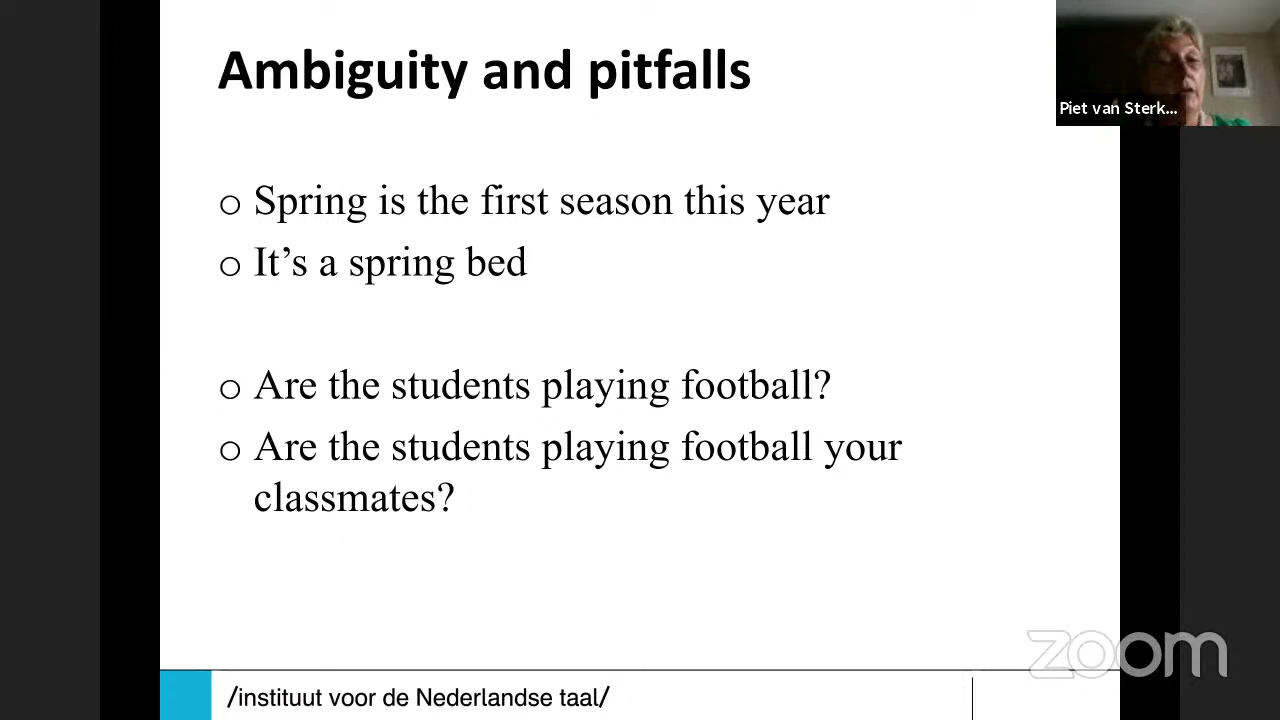 Ambiguity and pitfalls
Piet van Sterk...
o Spring is the first season this year
o It’s a spring bed
o Are the students playing football?
o Are the students playing football your
classmates?
zoom
/instituut voor de Nederlandse taal/